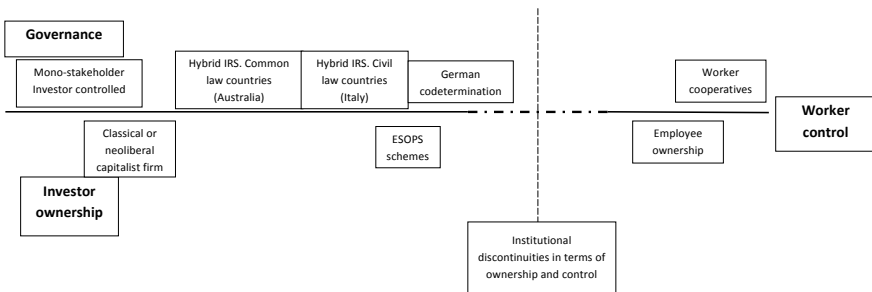 Governance
Mono-stakeholder
Investor controlled
Hybrid IRS. Common
law countries
(Australia)
Hybrid IRS. Civil
law countries
(Italy)
German
codetermination
Worker
cooperatives
Worker
control
Classical or
neoliberal
capitalist firm
ESOPS
schemes
Employee
ownership
Investor
ownership
Institutional
discontinuities in terms of
ownership and control